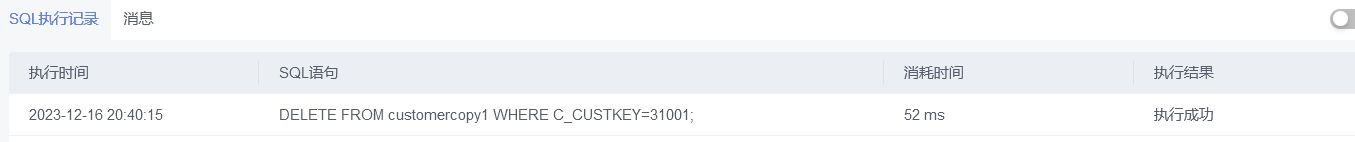 SQL执行记录 消息
执行时间 SQL语句 消耗时间 执行结果
2023-12-16 20:40:15 DELETE FROM customercopy1 WHERE C_CUSTKEY=31001; 52 ms 执行成功